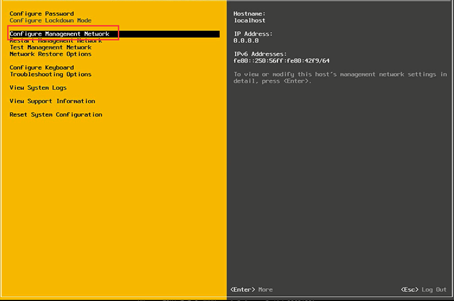 Configure Password
Configure Lockdown Mode
Configure Management Network
Restart Management Network
Test Management Network
Network Restore Options
Configure Keyboard
Troubleshooting Options
View System Logs
View Support Information
Reset System Configuration
Hostname:
localhost
IP Address:
0.0.0.0
IPv6 Addresses:
fe80::250:56ff:fe88:42f9/64
To view or modify this host's management network settings in
detail, press <Enter>.
<Enter> More
<Esc> Log Out